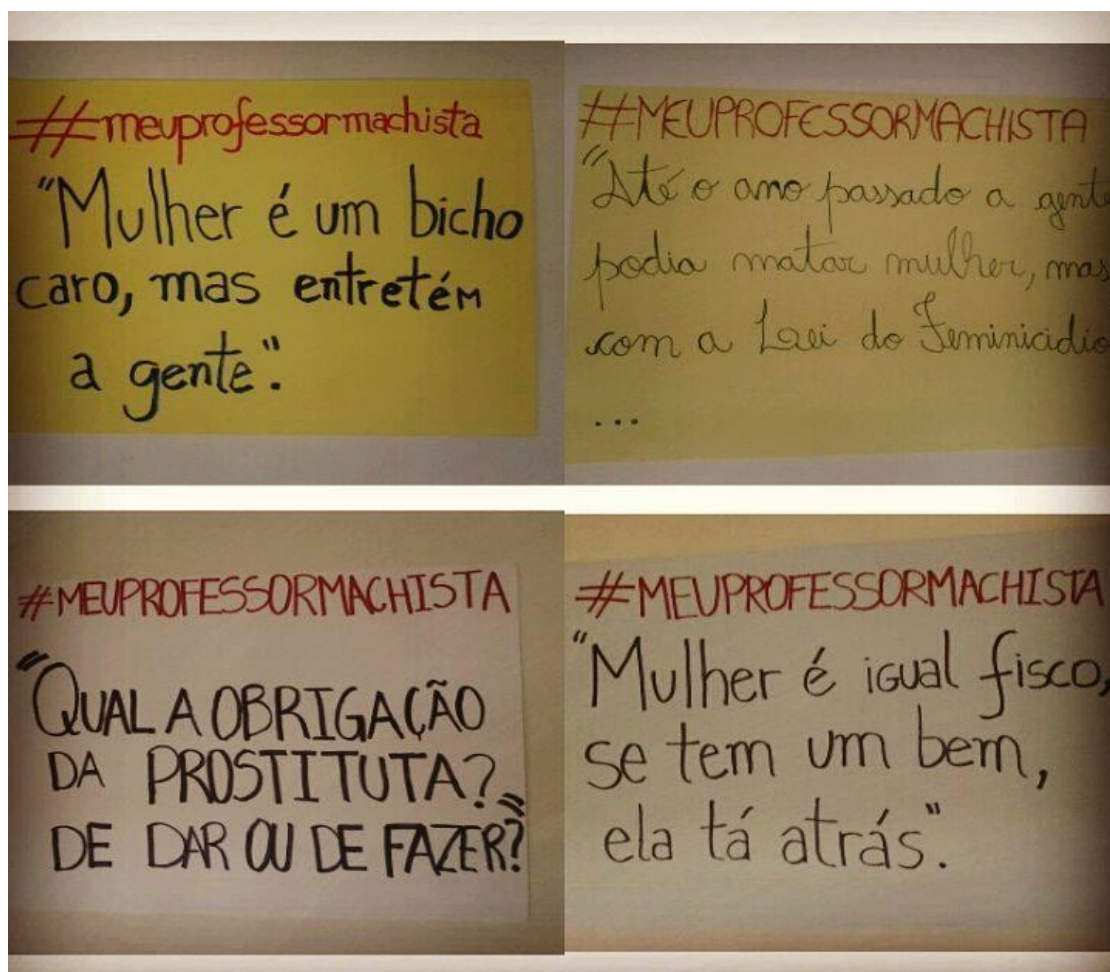 #meuprofessormachista
"Mulher é um bicho
caro, mas entretém
a gente".
#MEUPROFESSORMACHISTA
"Até o ano passado a gente
podia matar mulher, mas
com a Lei do Feminicídio
...
#MEUPROFESSORMACHISTA
"QUAL A OBRIGAÇÃO
DA PROSTITUTA?
DE DAR OU DE FAZER?"
#MEUPROFESSORMACHISTA
"Mulher é igual fisco,
se tem um bem,
ela tá atrás".